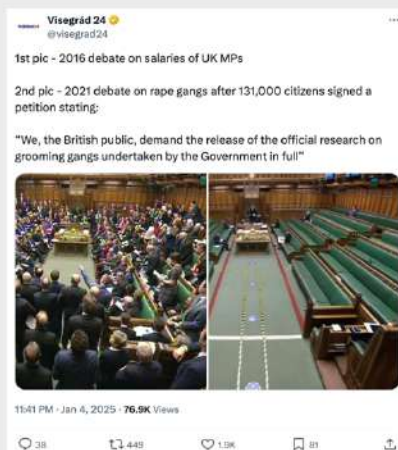 Visegrád 24
@visegrad24
1st pic - 2016 debate on salaries of UK MPs
2nd pic - 2021 debate on rape gangs after 131,000 citizens signed a
petition stating:
"We, the British public, demand the release of the official research on
grooming gangs undertaken by the Government in full"
11:41 PM · Jan 4, 2025 · 76.9K Views
38
449
1.9K
81